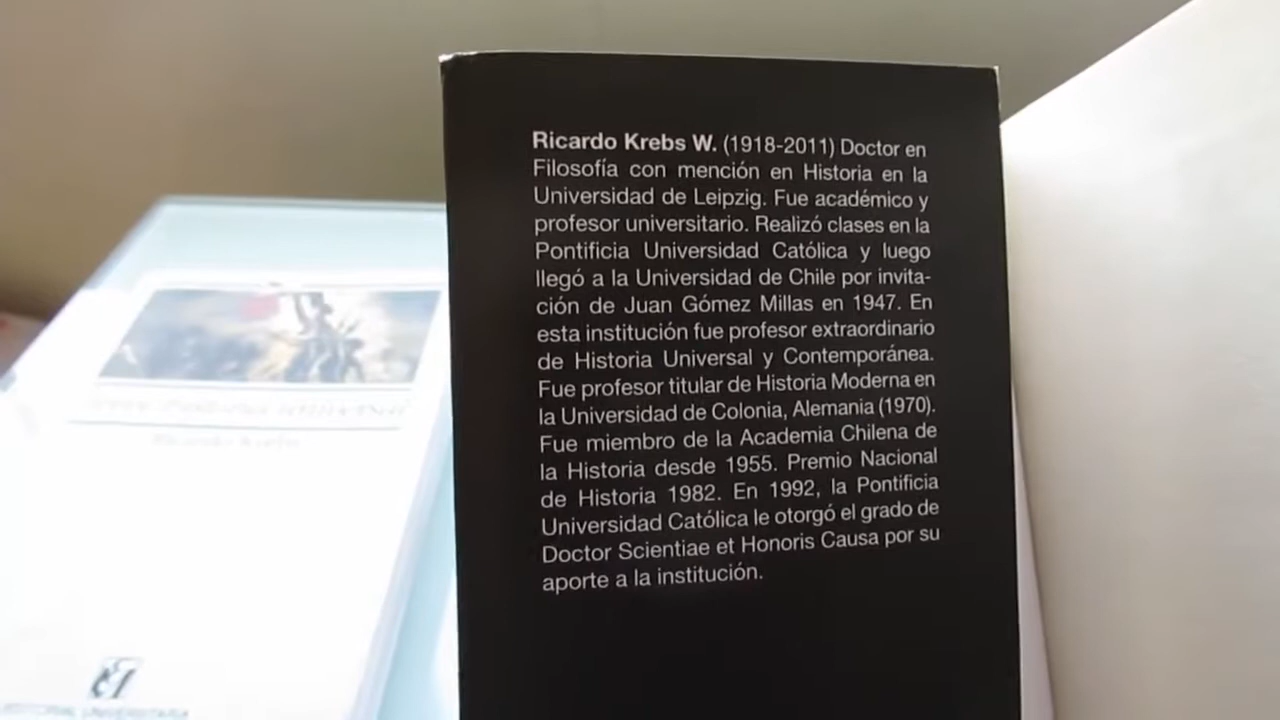 Ricardo Krebs W. (1918-2011) Doctor en
Filosofía con mención en Historia en la
Universidad de Leipzig. Fue académico y
profesor universitario. Realizó clases en la
Pontificia Universidad Católica y luego
llegó a la Universidad de Chile por invita-
ción de Juan Gómez Millas en 1947. En
esta institución fue profesor extraordinario
de Historia Universal y Contemporánea.
Fue profesor titular de Historia Moderna en
la Universidad de Colonia, Alemania (1970).
Fue miembro de la Academia Chilena de
la Historia desde 1955. Premio Nacional
de Historia 1982. En 1992, la Pontificia
Universidad Católica le otorgó el grado de
Doctor Scientiae et Honoris Causa por su
aporte a la institución.